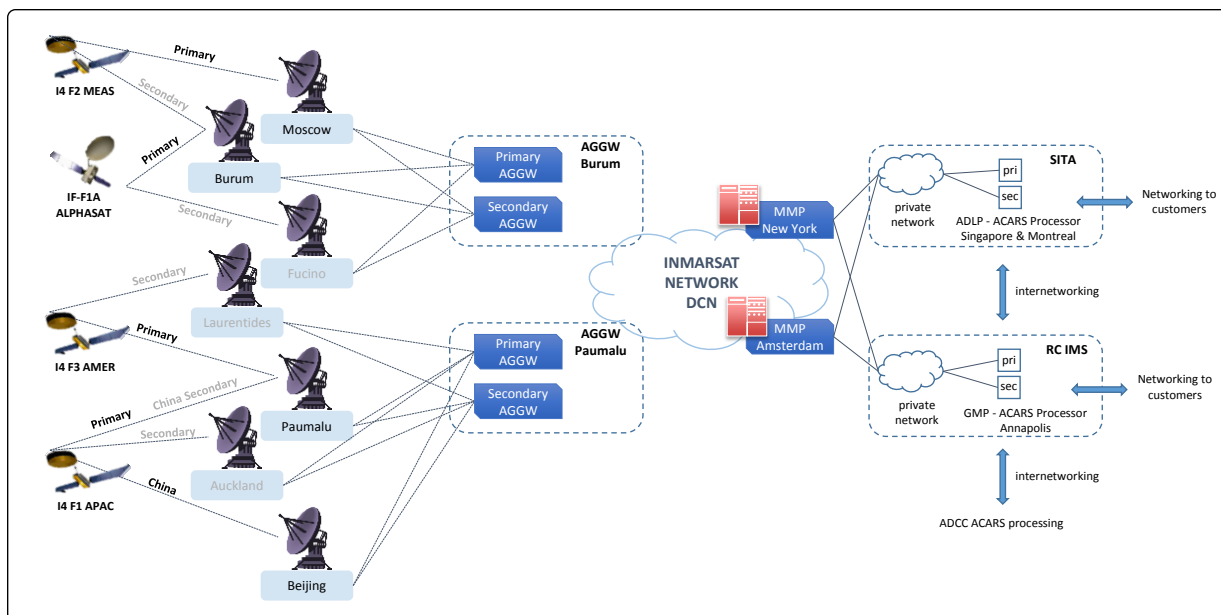 Primary
Secondary
I4 F2 MEAS
Moscow
Primary
Burum
IF-F1A
ALPHASAT
Secondary
Fucino
Secondary
Laurentides
Primary
I4 F3 AMER
China Secondary
Primary
Paumalu
Secondary
Auckland
I4 F1 APAC
China
Beijing
AGGW
Burum
Primary
AGGW
Secondary
AGGW
AGGW
Paumalu
Primary
AGGW
Secondary
AGGW
INMARSAT
NETWORK
DCN
MMP
New York
MMP
Amsterdam
SITA
pri
sec
private
network
ADLP - ACARS Processor
Singapore & Montreal
Networking to
customers
internetworking
RC IMS
pri
sec
private
network
GMP - ACARS Processor
Annapolis
Networking to
customers
internetworking
ADCC ACARS processing